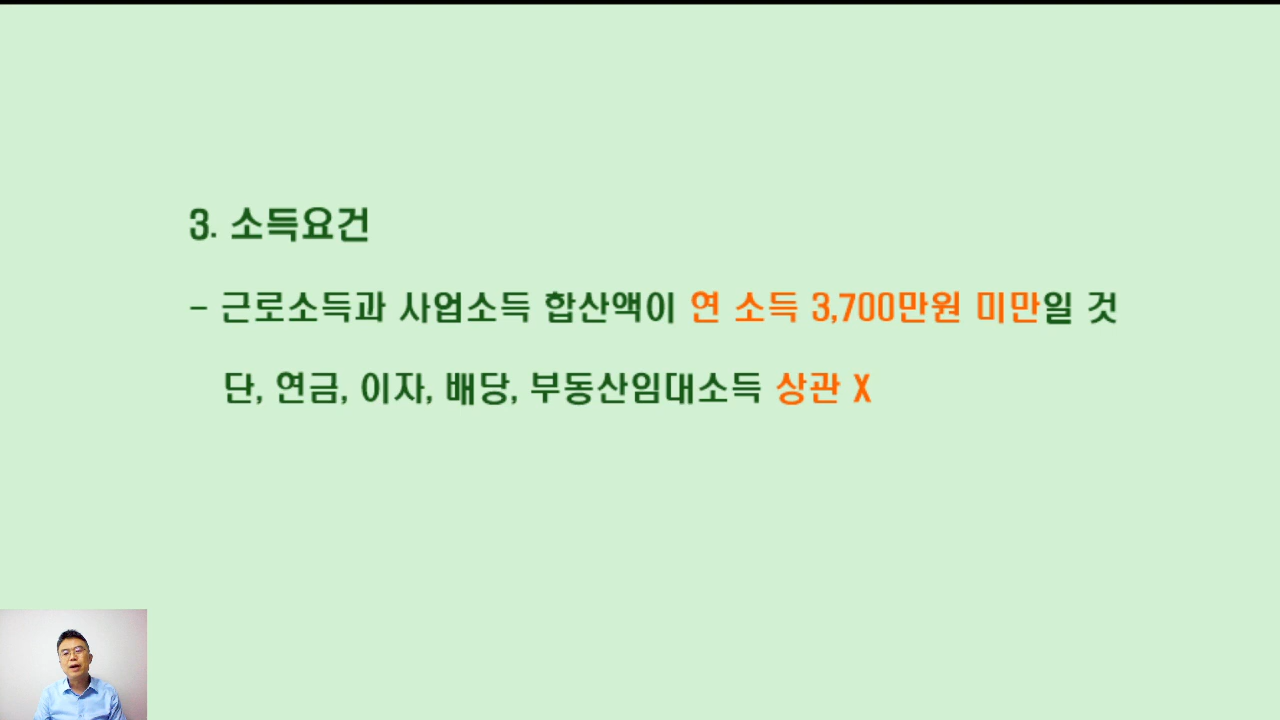 3. 소득요건
- 근로소득과 사업소득 합산액이 연 소득 3,700만원 미만일 것
단, 연금, 이자, 배당, 부동산임대소득 상관 X